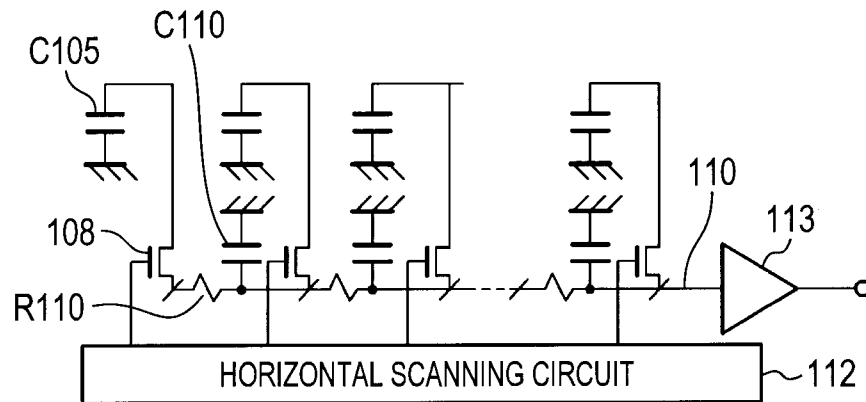 C110
C105
108
110
113
R110
HORIZONTAL SCANNING CIRCUIT
112